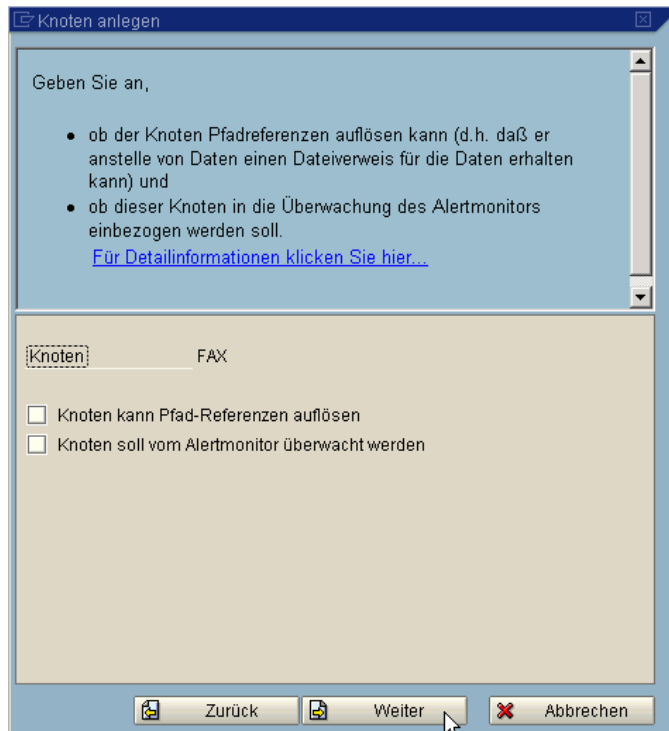 Knoten anlegen
Geben Sie an,
• ob der Knoten Pfadreferenzen auflösen kann (d.h. daß er
anstelle von Daten einen Dateiverweis für die Daten erhalten
kann) und
• ob dieser Knoten in die Überwachung des Alertmonitors
einbezogen werden soll.
Für Detailinformationen klicken Sie hier...
Knoten FAX
Knoten kann Pfad-Referenzen auflösen
Knoten soll vom Alertmonitor überwacht werden
Zurück Weiter Abbrechen